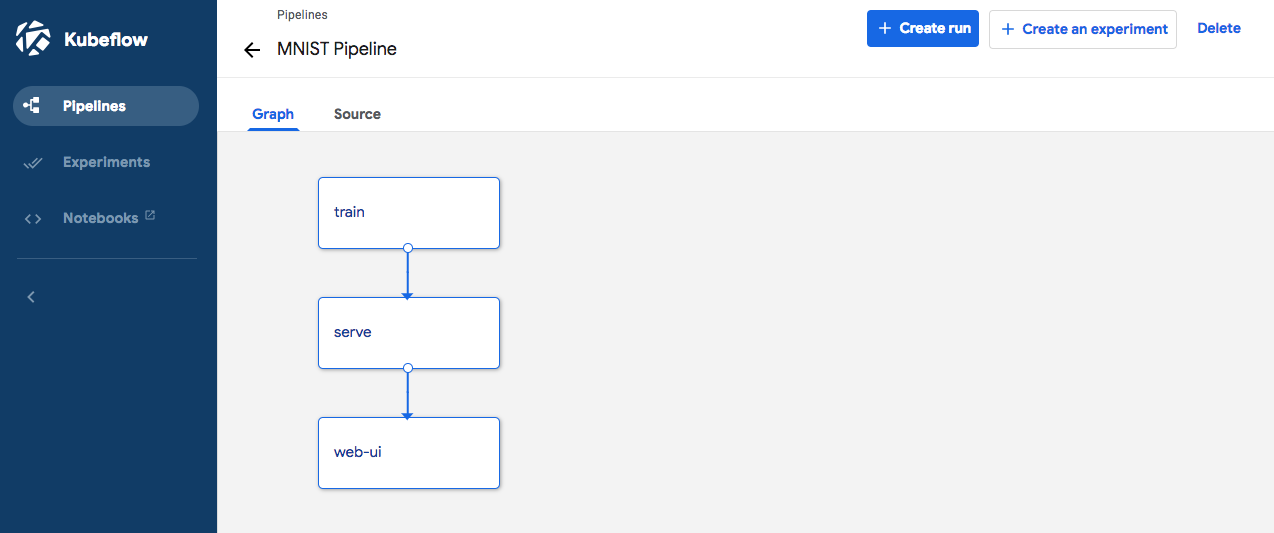 Kubeflow
Pipelines
Experiments
Notebooks
Pipelines
MNIST Pipeline
+ Create run
+ Create an experiment
Delete
Graph
Source
train
serve
web-ui